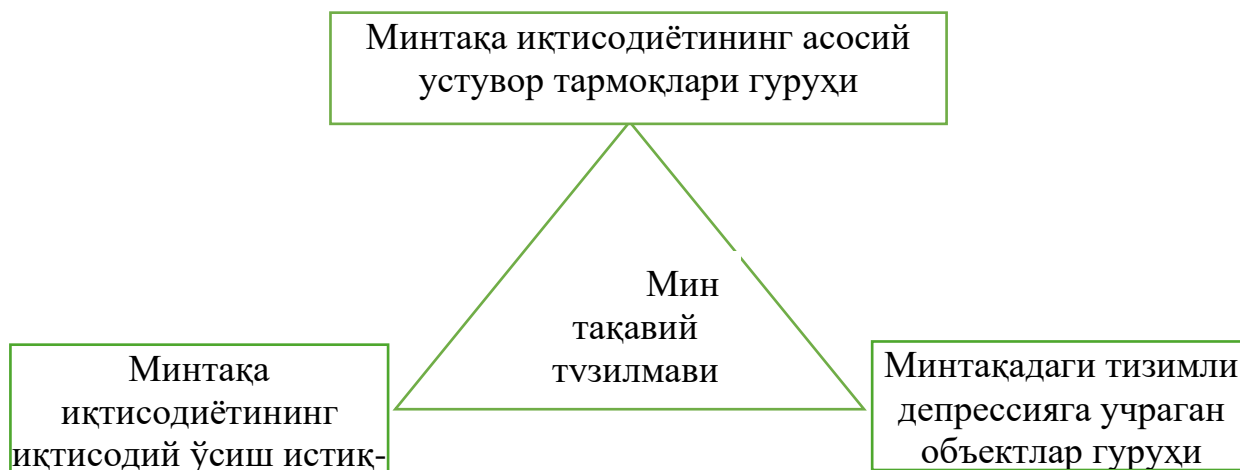 Минтақа иқтисодиётининг асосий
устувор тармоқлари гуруҳи
Мин
тақавий
тузилмави
Минтақа
иқтисодиётининг
иқтисодий ўсиш истиқ-
Минтақадаги тизимли
депрессияга учраган
объектлар гуруҳи